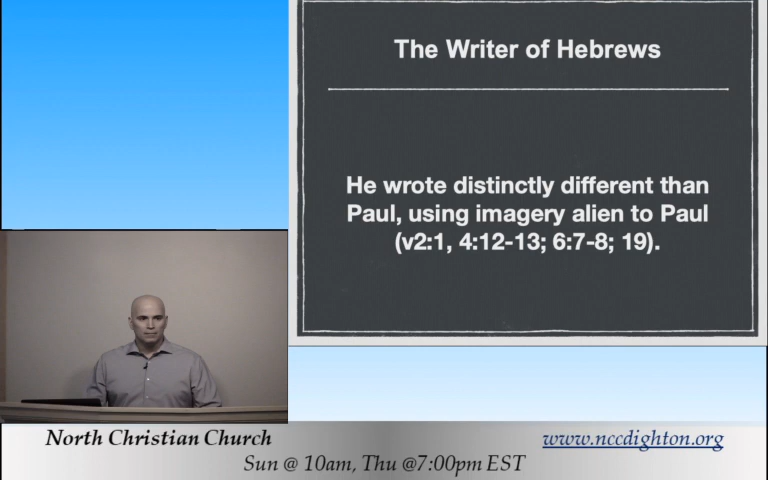 The Writer of Hebrews
He wrote distinctly different than
Paul, using imagery alien to Paul
(v2:1, 4:12-13; 6:7-8; 19).
North Christian Church
www.nccdighton.org
Sun @ 10am, Thu @7:00pm EST